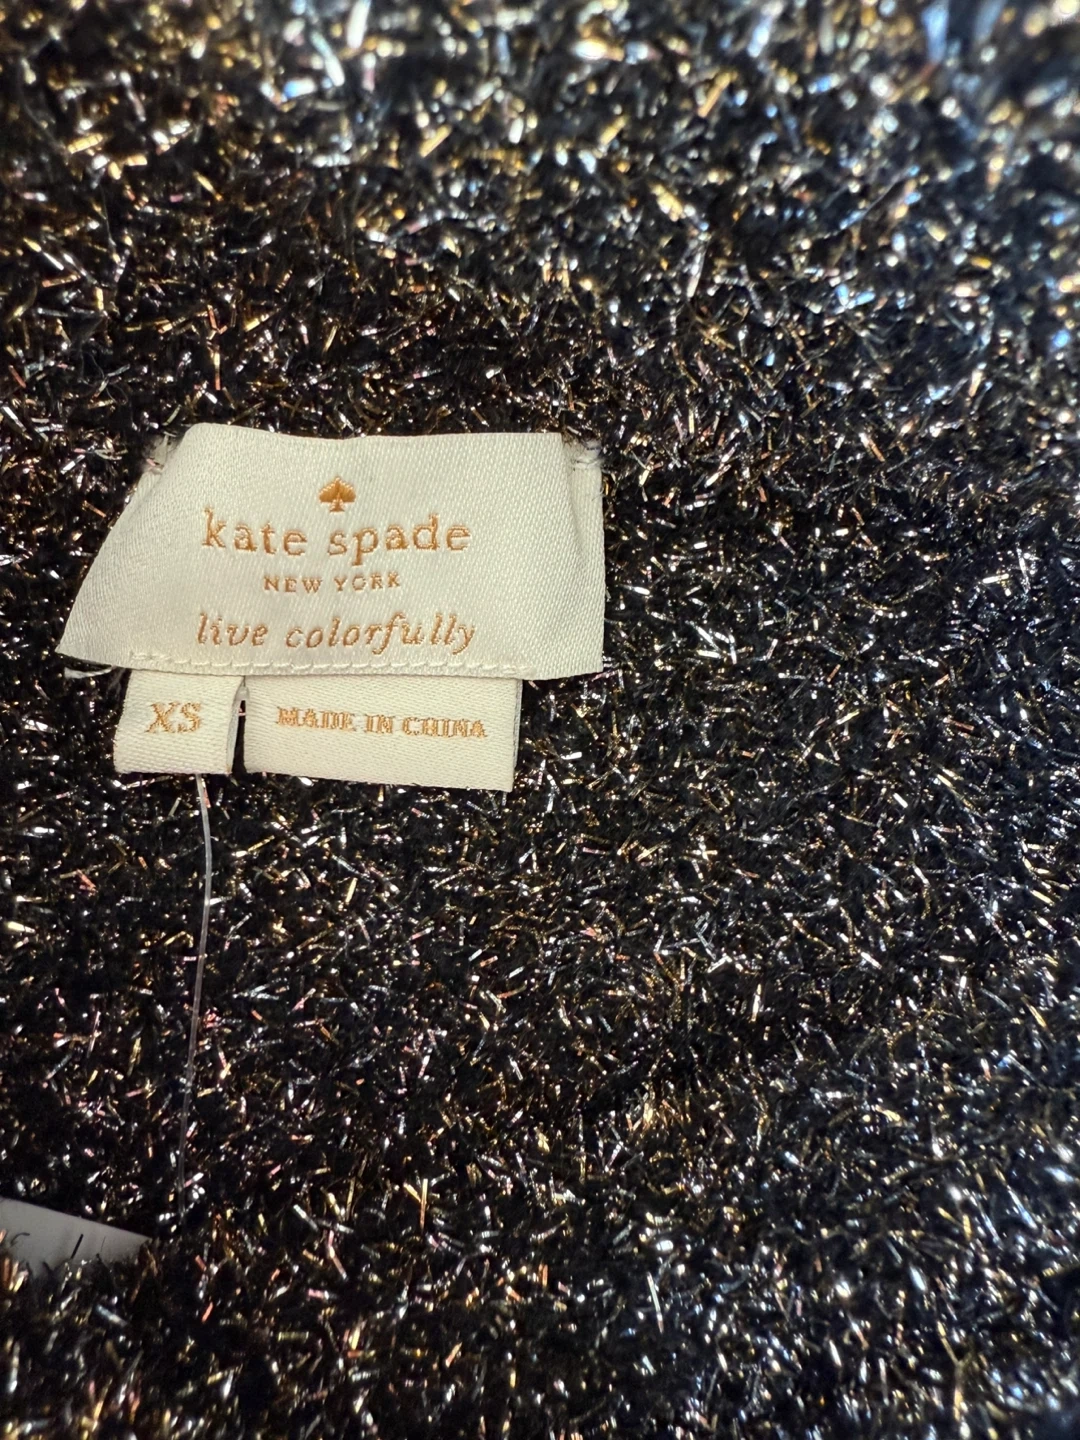 kate spade
NEW YORK
live colorfully
XS
MADE IN CHINA